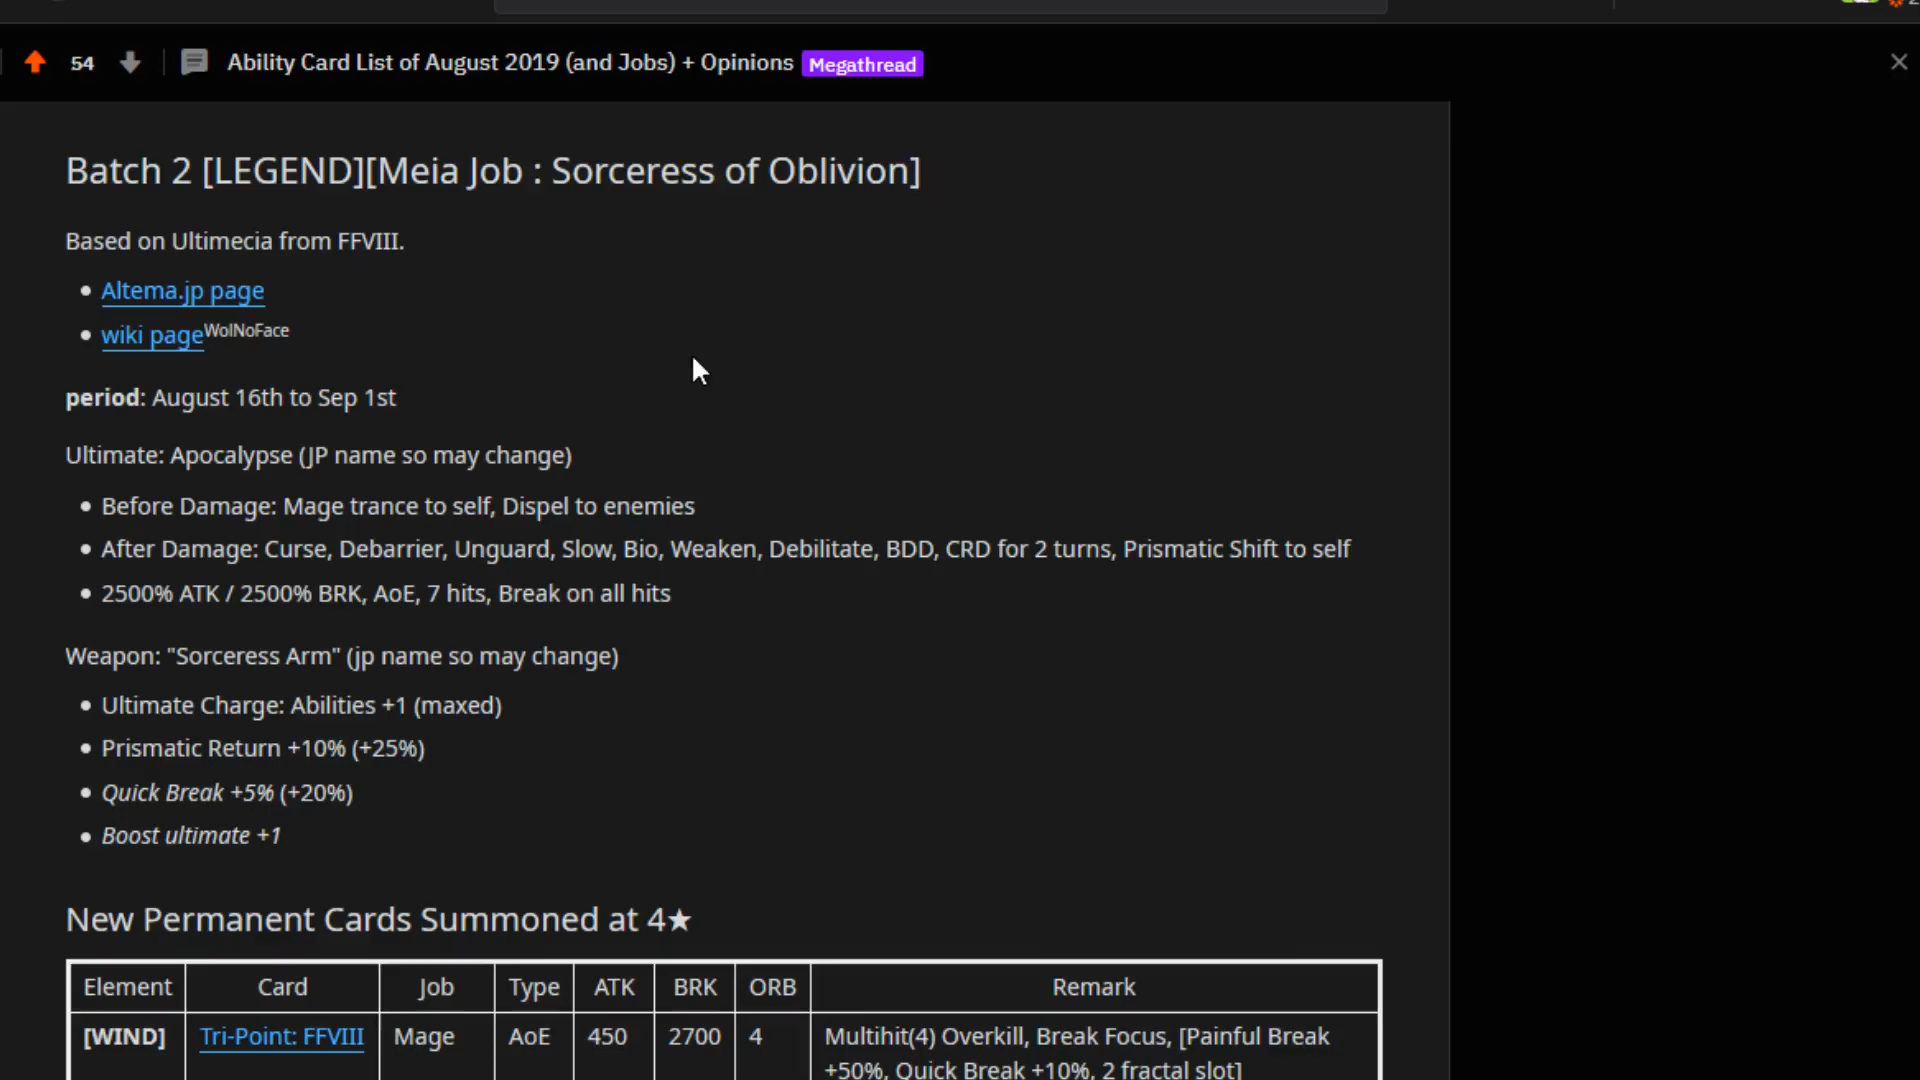 54 Ability Card List of August 2019 (and Jobs) + Opinions Megathread
Batch 2 [LEGEND][Meia Job : Sorceress of Oblivion]
Based on Ultimecia from FFVIII.
Altema.jp page
wiki pageWolNoFace
period: August 16th to Sep 1st
Ultimate: Apocalypse (JP name so may change)
Before Damage: Mage trance to self, Dispel to enemies
After Damage: Curse, Debarrier, Unguard, Slow, Bio, Weaken, Debilitate, BDD, CRD for 2 turns, Prismatic Shift to self
2500% ATK / 2500% BRK, AoE, 7 hits, Break on all hits
Weapon: "Sorceress Arm" (jp name so may change)
Ultimate Charge: Abilities +1 (maxed)
Prismatic Return +10% (+25%)
Quick Break +5% (+20%)
Boost ultimate +1
New Permanent Cards Summoned at 4★
Element Card Job Type ATK BRK ORB Remark
[WIND] Tri-Point: FFVIII Mage AoE 450 2700 4 Multihit(4) Overkill, Break Focus, [Painful Break
+50%, Quick Break +10%, 2 fractal slot]